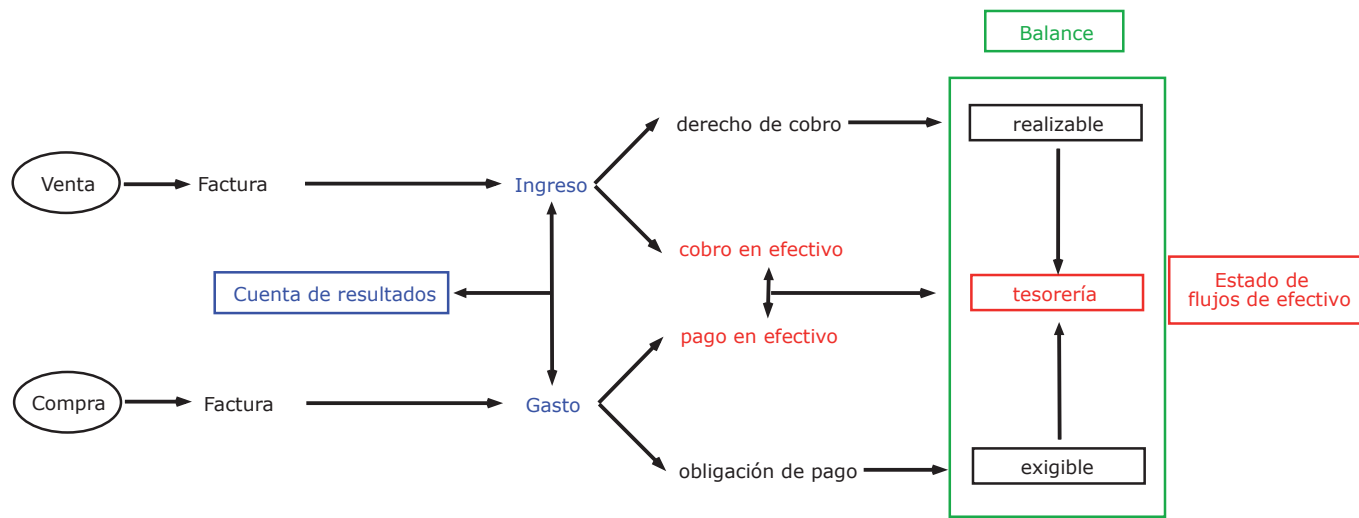 Balance
derecho de cobro
realizable
Venta
Factura
Ingreso
cobro en efectivo
Cuenta de resultados
tesorería
Estado de
flujos de efectivo
pago en efectivo
Compra
Factura
Gasto
obligación de pago
exigible